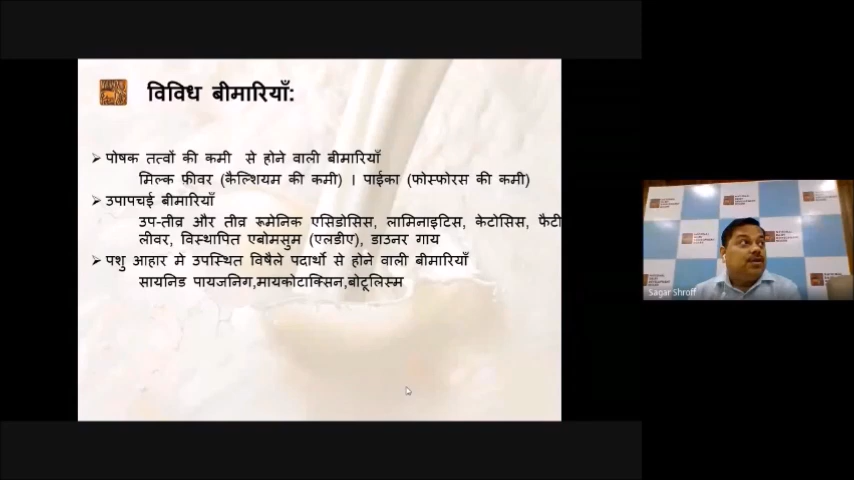 विविध बीमारियाँ:
➢ पोषक तत्वों की कमी से होने वाली बीमारियाँ
मिल्क फ़ीवर (कैल्शियम की कमी) । पाईका (फोस्फोरस की कमी)
➢ उपापचई बीमारियाँ
उप-तीव्र और तीव्र रूमेनिक एसिडोसिस, लामिनाइटिस, केटोसिस, फैटी
लीवर, विस्थापित एबोमसुम (एलडीए), डाउनर गाय
➢ पशु आहार मे उपस्थित विषैले पदार्थो से होने वाली बीमारियाँ
सायनिड पायजनिग,मायकोटाक्सिन,बोटूलिस्म
Sagar Shroff